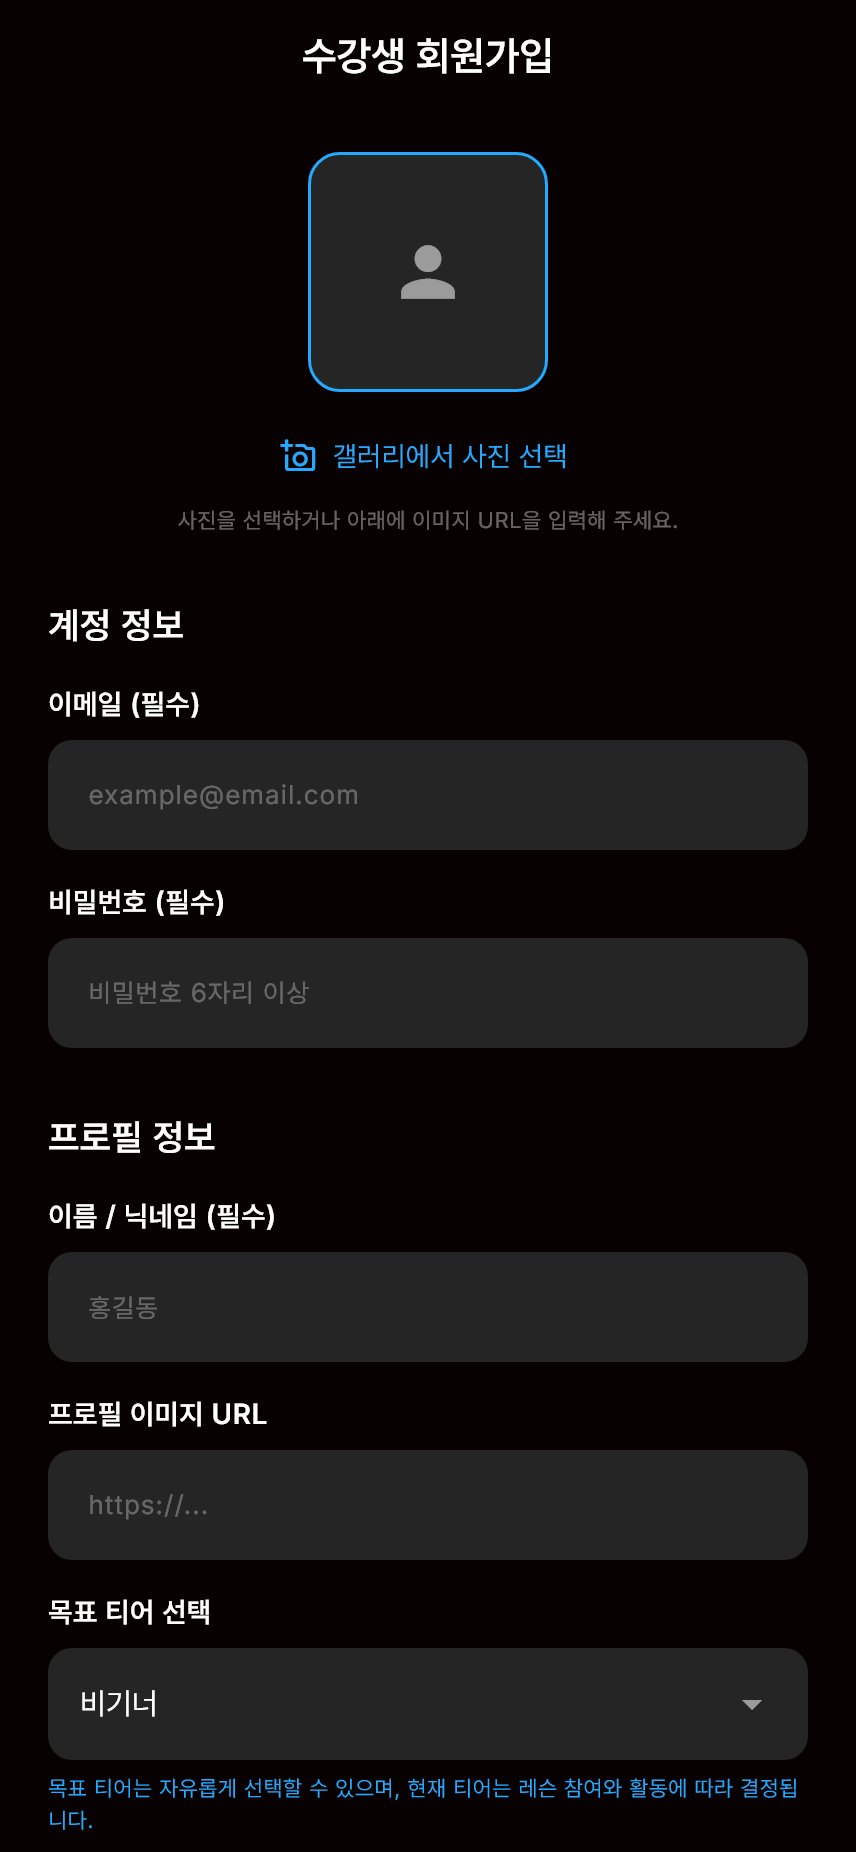 수강생 회원가입
갤러리에서 사진 선택
사진을 선택하거나 아래에 이미지 URL을 입력해 주세요.
계정 정보
이메일 (필수)
example@email.com
비밀번호 (필수)
비밀번호 6자리 이상
프로필 정보
이름 / 닉네임 (필수)
홍길동
프로필 이미지 URL
https://...
목표 티어 선택
비기너
목표 티어는 자유롭게 선택할 수 있으며, 현재 티어는 레슨 참여와 활동에 따라 결정됩
니다.